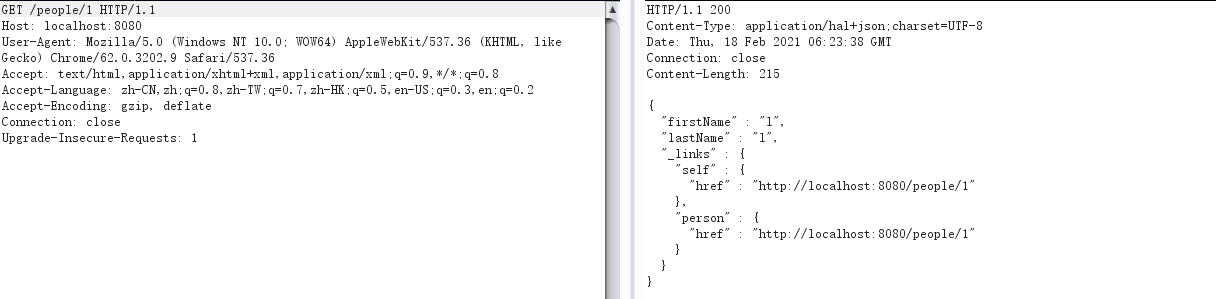 GET /people/1 HTTP/1.1
Host: localhost:8080
User-Agent: Mozilla/5.0 (Windows NT 10.0; WOW64) AppleWebKit/537.36 (KHTML, like
Gecko) Chrome/62.0.3202.9 Safari/537.36
Accept: text/html,application/xhtml+xml,application/xml;q=0.9,*/*;q=0.8
Accept-Language: zh-CN,zh;q=0.8,zh-TW;q=0.7,zh-HK;q=0.5,en-US;q=0.3,en;q=0.2
Accept-Encoding: gzip, deflate
Connection: close
Upgrade-Insecure-Requests: 1
HTTP/1.1 200
Content-Type: application/hal+json;charset=UTF-8
Date: Thu, 18 Feb 2021 06:23:38 GMT
Connection: close
Content-Length: 215
{
"firstName" : "1",
"lastName" : "1",
"_links" : {
"self" : {
"href" : "http://localhost:8080/people/1"
},
"person" : {
"href" : "http://localhost:8080/people/1"
}
}
}